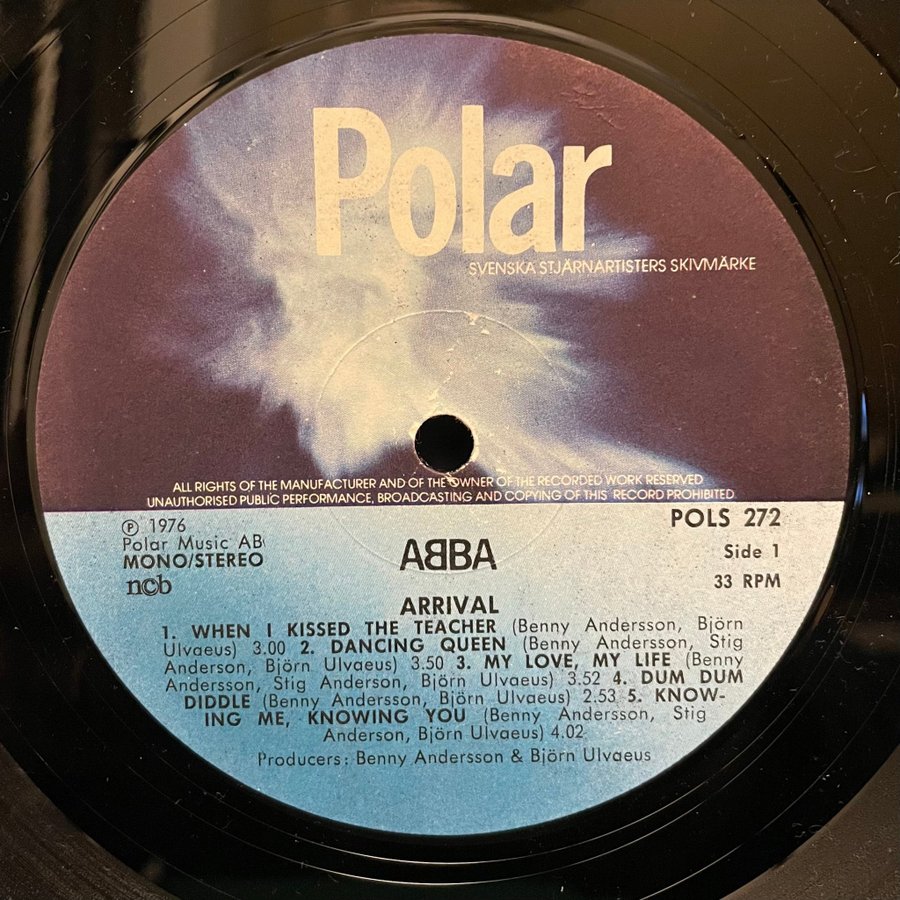 Polar
SVENSKA STJÄRNARTISTERS SKIVMÄRKE
ALL RIGHTS OF THE MANUFACTURER AND OF THE OWNER OF THE RECORDED WORK RESERVED
UNAUTHORISED PUBLIC PERFORMANCE, BROADCASTING AND COPYING OF THIS RECORD PROHIBITED
℗ 1976
Polar Music AB
MONO/STEREO
ncb
POLS 272
Side 1
33 RPM
ABBA
ARRIVAL
1. WHEN I KISSED THE TEACHER (Benny Andersson, Björn
Ulvaeus) 3.00 2. DANCING QUEEN (Benny Andersson, Stig
Anderson, Björn Ulvaeus) 3.50 3. MY LOVE, MY LIFE (Benny
Andersson, Stig Anderson, Björn Ulvaeus) 3.52 4. DUM DUM
DIDDLE (Benny Andersson, Björn Ulvaeus) 2.53 5. KNOW-
ING ME, KNOWING YOU (Benny Andersson, Stig
Anderson, Björn Ulvaeus) 4.02
Producers: Benny Andersson & Björn Ulvaeus